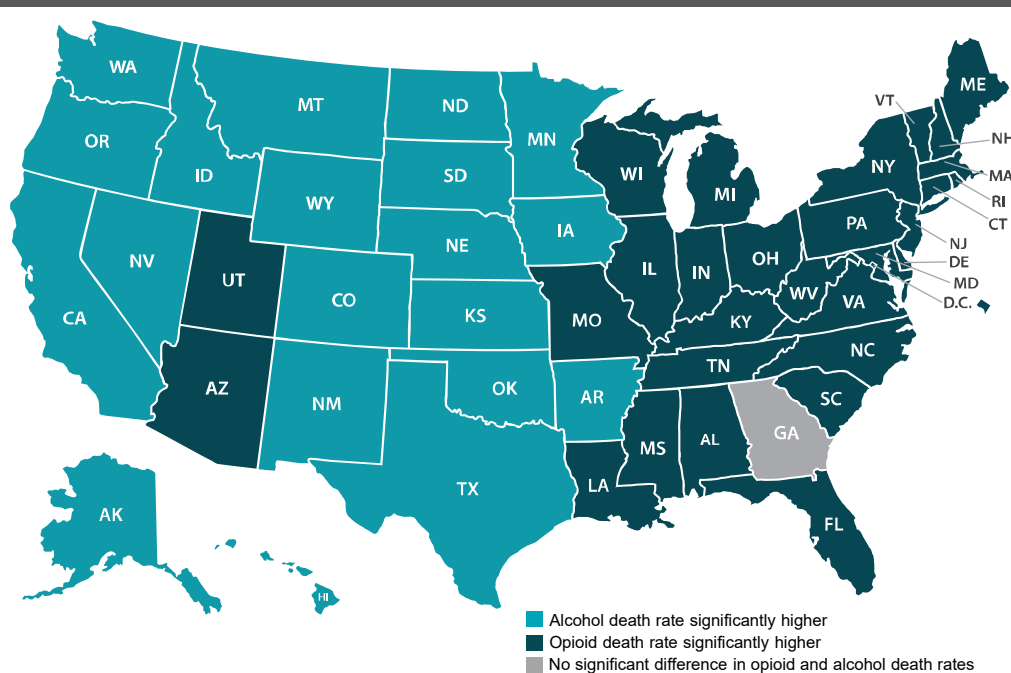 WA
MT
ND
ME
VT
OR
MN
NH
ID
SD
WI
NY
MA
MI
WY
RI
CT
PA
IA
NE
NJ
NV
OH
DE
UT
IL
IN
MD
CO
WV
VA
D.C.
KS
CA
MO
KY
NC
TN
AZ
OK
AR
SC
NM
GA
MS
AL
TX
LA
AK
FL
HI
Alcohol death rate significantly higher
Opioid death rate significantly higher
No significant difference in opioid and alcohol death rates